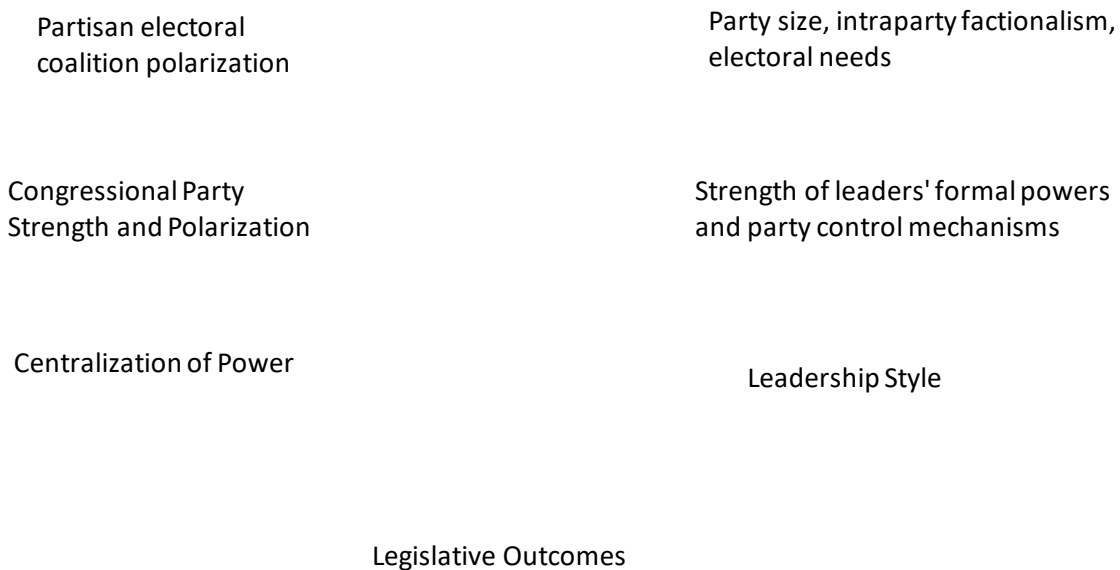 Partisan electoral
coalition polarization
Party size, intraparty factionalism,
electoral needs
Congressional Party
Strength and Polarization
Strength of leaders' formal powers
and party control mechanisms
Centralization of Power
Leadership Style
Legislative Outcomes